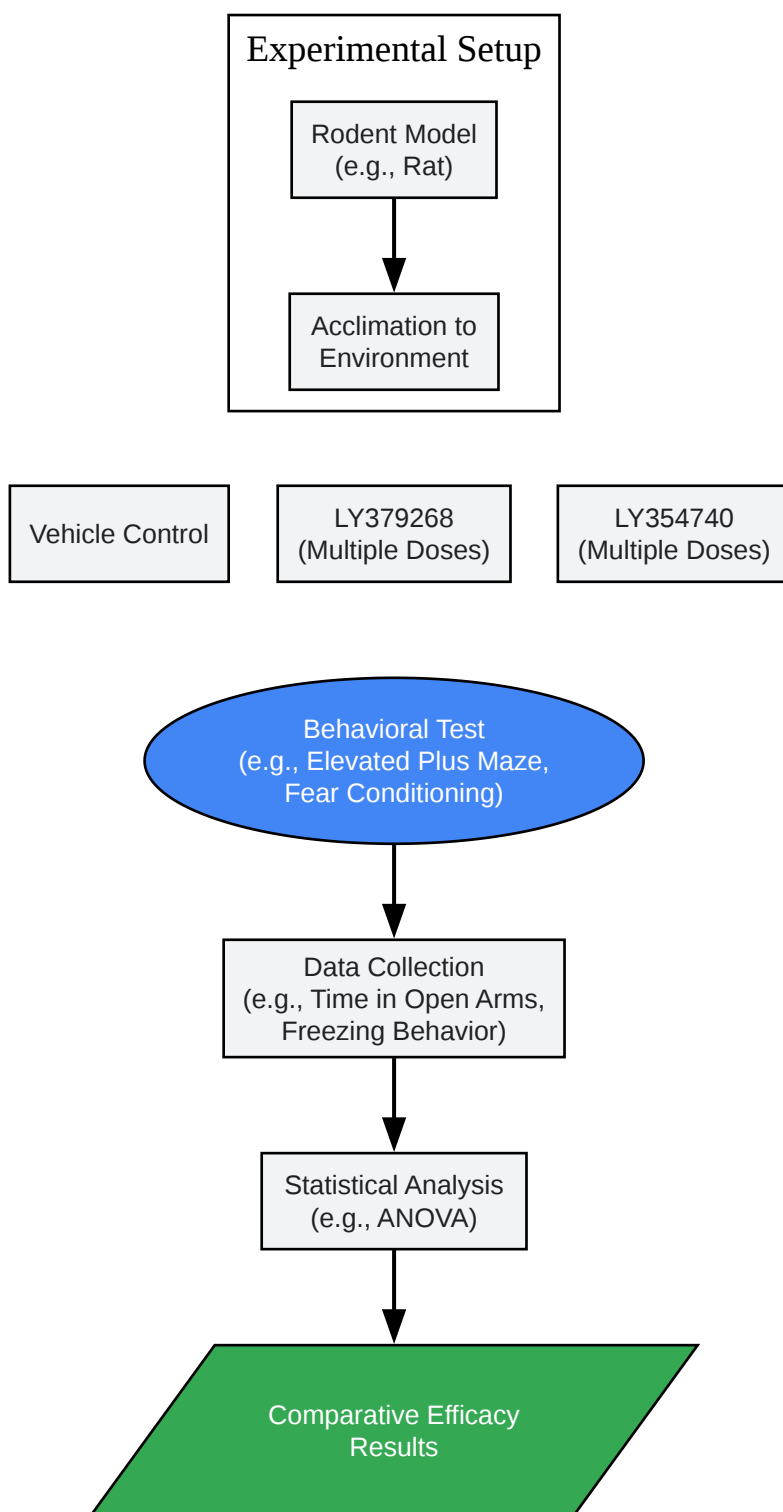 Experimental Setup
Rodent Model
(e.g., Rat)
Acclimation to
Environment
Vehicle Control
LY379268
(Multiple Doses)
LY354740
(Multiple Doses)
Behavioral Test
(e.g., Elevated Plus Maze,
Fear Conditioning)
Data Collection
(e.g., Time in Open Arms,
Freezing Behavior)
Statistical Analysis
(e.g., ANOVA)
Comparative Efficacy
Results